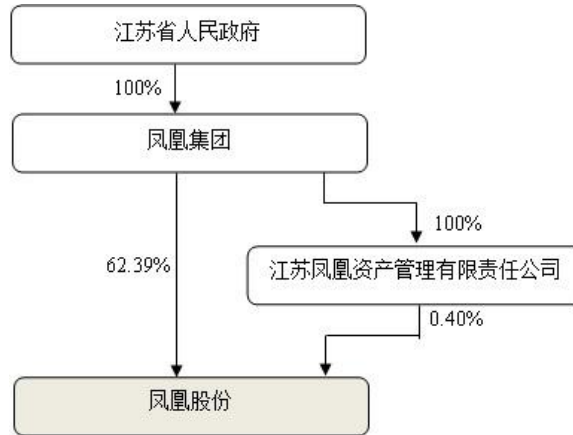 江苏省人民政府
100%
凤凰集团
100%
62.39%
江苏凤凰资产管理有限责任公司
0.40%
凤凰股份